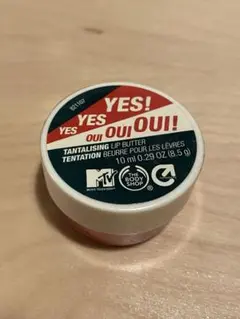 YES!
YES
YES
OUI!
OUI
OUI
TANTALISING LIP BUTTER
TENTATION BEURRE POUR LES LÈVRES
10 ml 0.29 OZ (8.5 g)
MTV
THE
BODY
SHOP